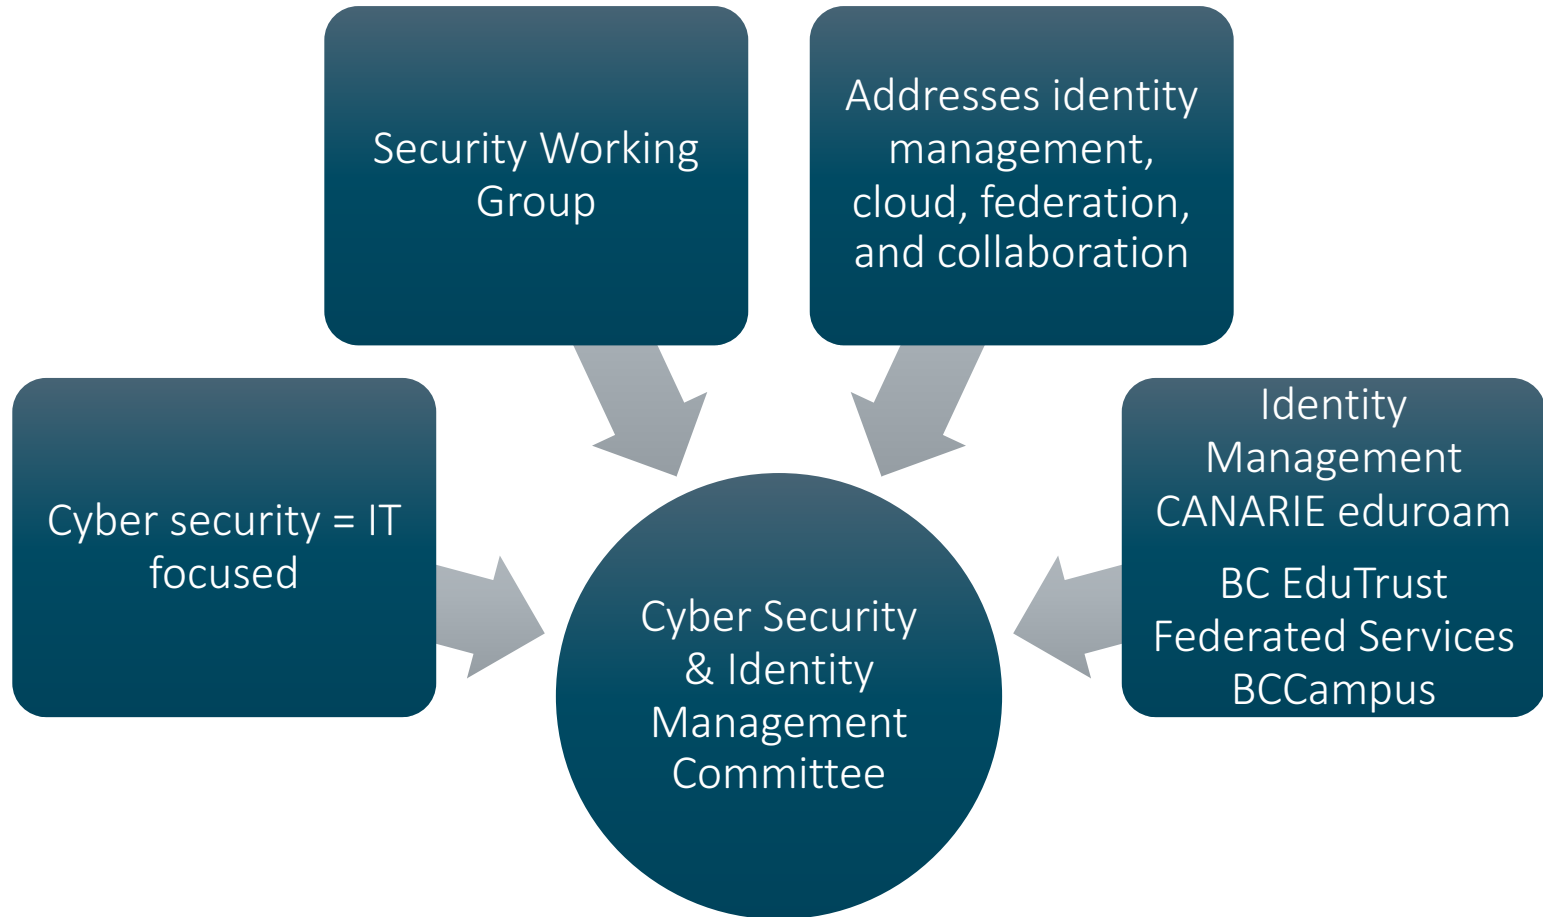 Security Working
Group
Addresses identity
management,
cloud, federation,
and collaboration
Cyber security = IT
focused
Identity
Management
CANARIE eduroam
BC EduTrust
Federated Services
BCCampus
Cyber Security
& Identity
Management
Committee